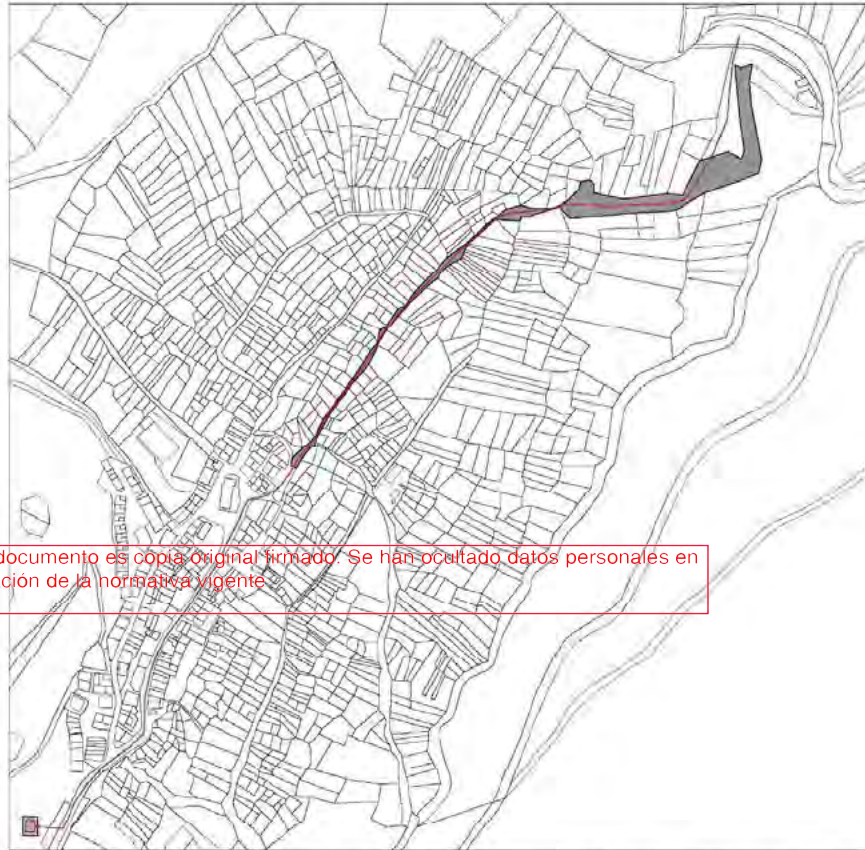 documento es copia original firmado. Se han ocultado datos personales en
ción de la normativa vigente